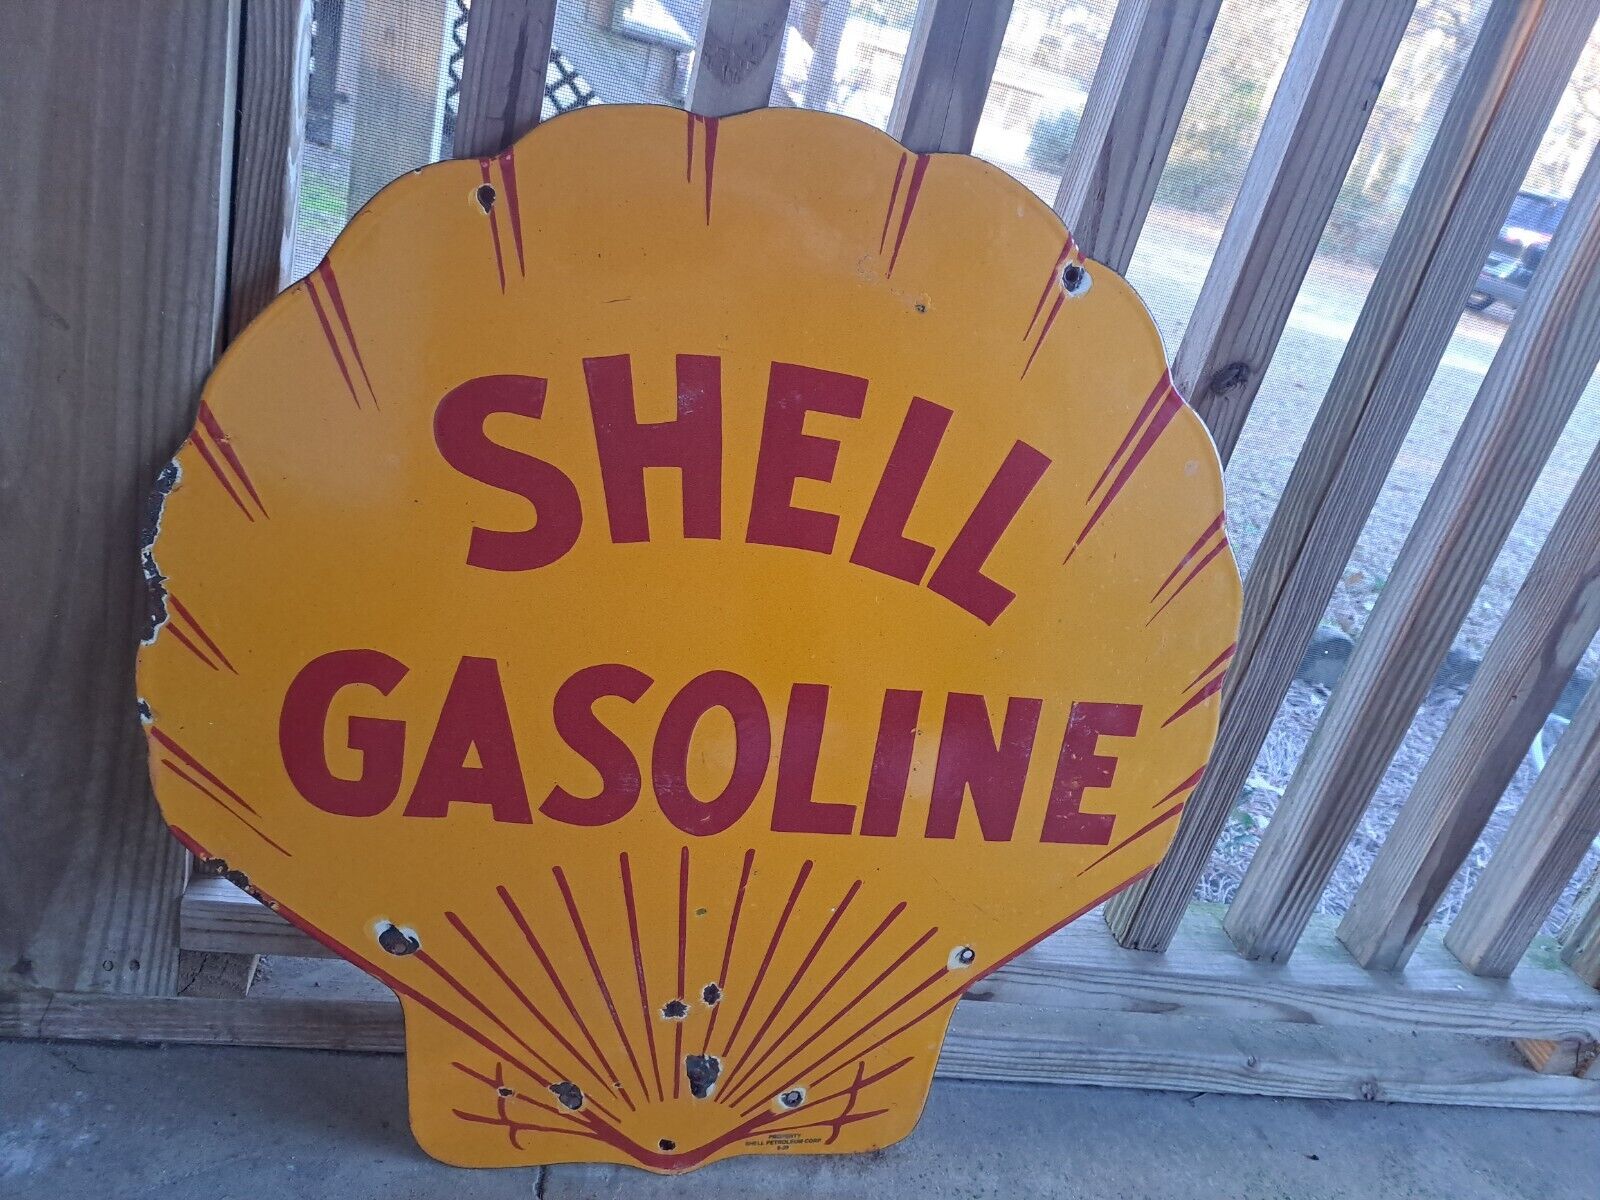 SHELL
GASOLINE
PROPERTY
SHELL PETROLEUM CORP.